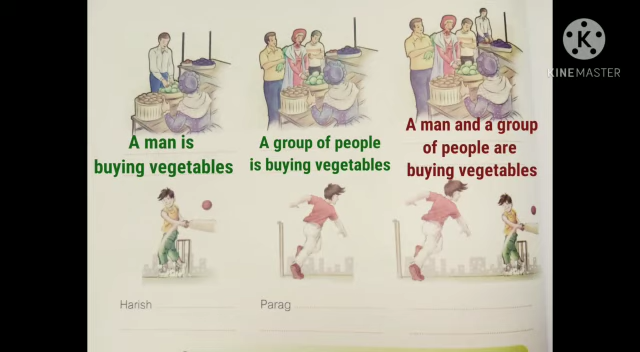 KINEMASTER
A man is
buying vegetables
A group of people
is buying vegetables
A man and a group
of people are
buying vegetables
Harish
Parag